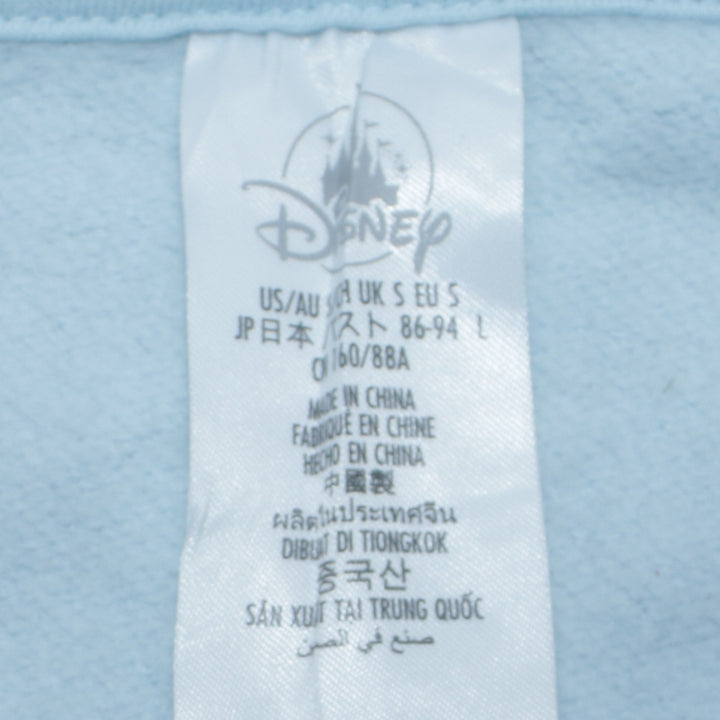 Disney
US/AU S CH UK S EU S
JP日本 バスト 86-94 L
CN 160/88A
MADE IN CHINA
FABRIQUÉ EN CHINE
HECHO EN CHINA
中國製
ผลิตในประเทศจีน
DIBUAT DI TIONGKOK
중국산
SẢN XUẤT TẠI TRUNG QUỐC
صنع في الصين